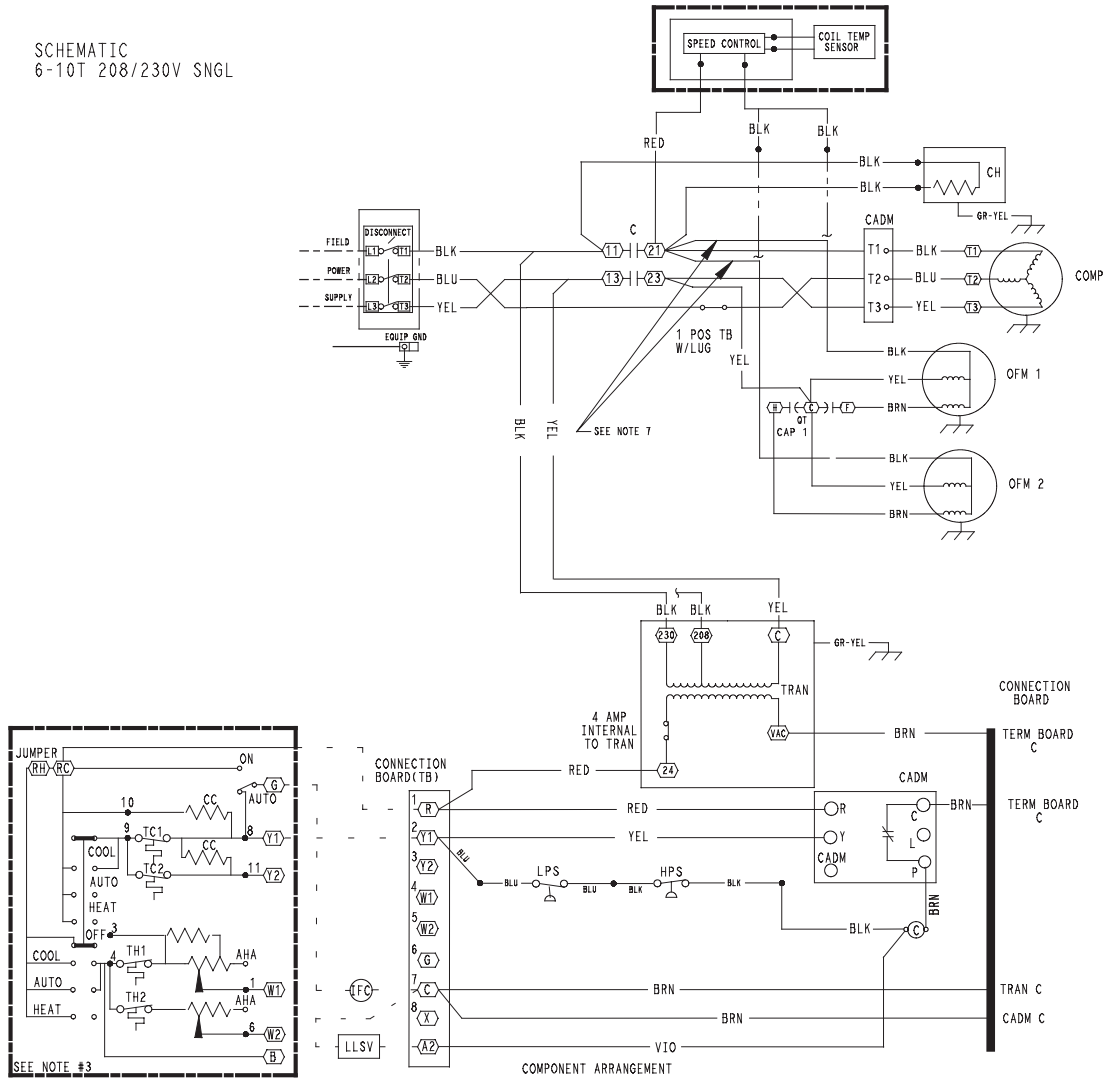 SCHEMATIC
6-10T 208/230V SNGL
SPEED CONTROL
COIL TEMP
SENSOR
RED
BLK
BLK
BLK
CH
BLK
GR-YEL
CADM
DISCONNECT
C
FIELD
L1
T1
BLK
11
21
T1
BLK
T1
POWER
L2
T2
BLU
13
23
T2
BLU
T2
COMP
SUPPLY
L3
T3
YEL
T3
YEL
T3
EQUIP GND
1 POS TB
W/LUG
YEL
BLK
OFM 1
YEL
H
C
F
BRN
QT
CAP 1
BLK
YEL
SEE NOTE 7
BLK
YEL
OFM 2
BRN
BLK
BLK
YEL
230
208
C
GR-YEL
TRAN
4 AMP
INTERNAL
TO TRAN
VAC
24
BRN
RED
CONNECTION
BOARD
TERM BOARD
C
CADM
BRN
TERM BOARD
C
JUMPER
RH
RC
ON
G
AUTO
10
CC
9
TC1
8
Y1
COOL
CC
TC2
11
Y2
AUTO
HEAT
OFF
3
COOL
4
TH1
AHA
AUTO
1
W1
TH2
AHA
HEAT
6
W2
B
SEE NOTE #3
CONNECTION
BOARD(TB)
1
R
RED
R
C
2
Y1
YEL
Y
L
BLU
CADM
P
3
Y2
BLU
LPS
BLU
BLK
HPS
BLK
BRN
4
W1
5
W2
BLK
C
6
G
7
C
IFC
BRN
TRAN C
8
X
BRN
CADM C
LLSV
A2
VIO
COMPONENT ARRANGEMENT